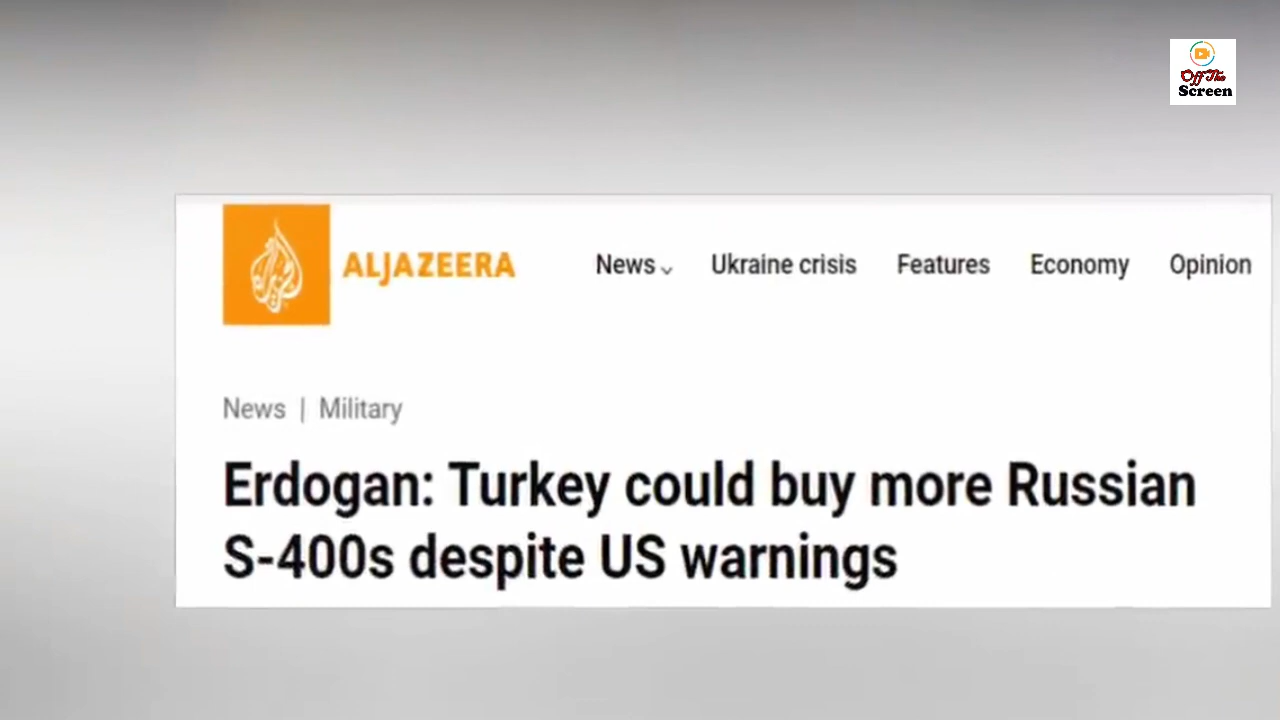 Off The
Screen
ALJAZEERA
News Ukraine crisis Features Economy Opinion
News | Military
Erdogan: Turkey could buy more Russian
S-400s despite US warnings